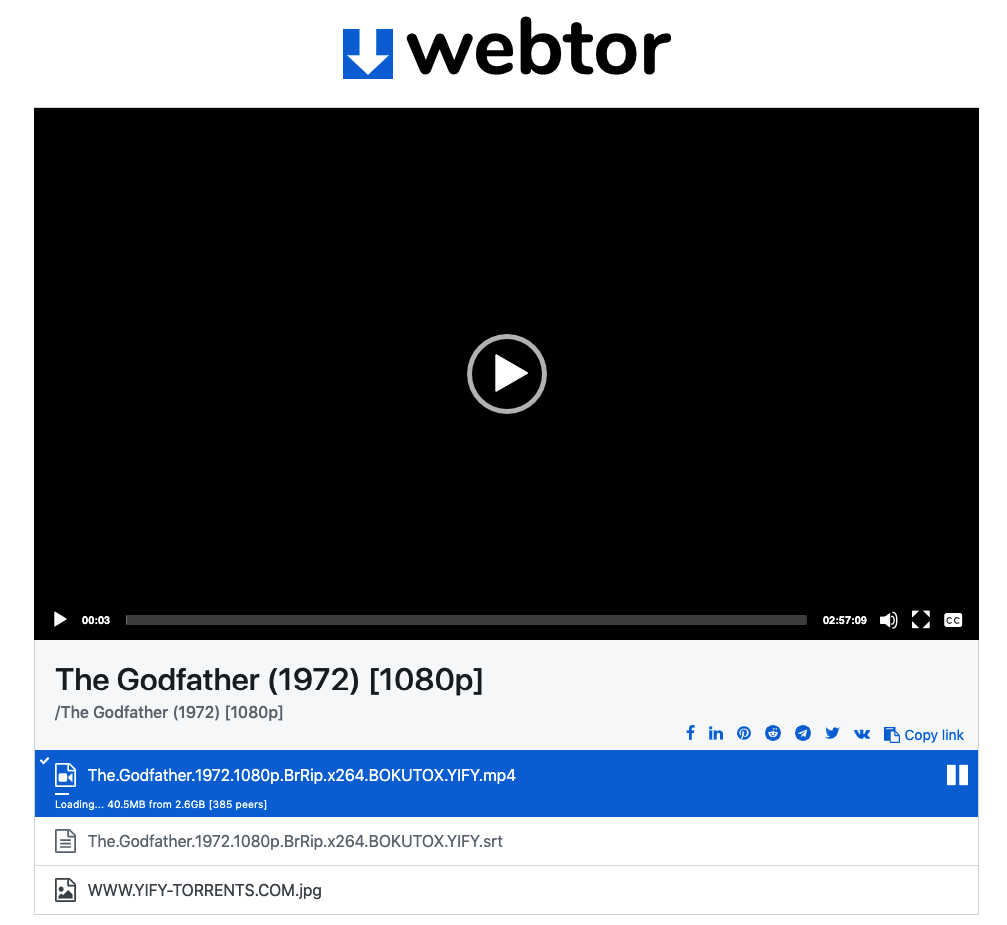 webtor
00:03 02:57:09 CC
The Godfather (1972) [1080p]
/The Godfather (1972) [1080p]
Copy link
The.Godfather.1972.1080p.BrRip.x264.BOKUTOX.YIFY.mp4
Loading... 40.5MB from 2.6GB [385 peers]
The.Godfather.1972.1080p.BrRip.x264.BOKUTOX.YIFY.srt
WWW.YIFY-TORRENTS.COM.jpg